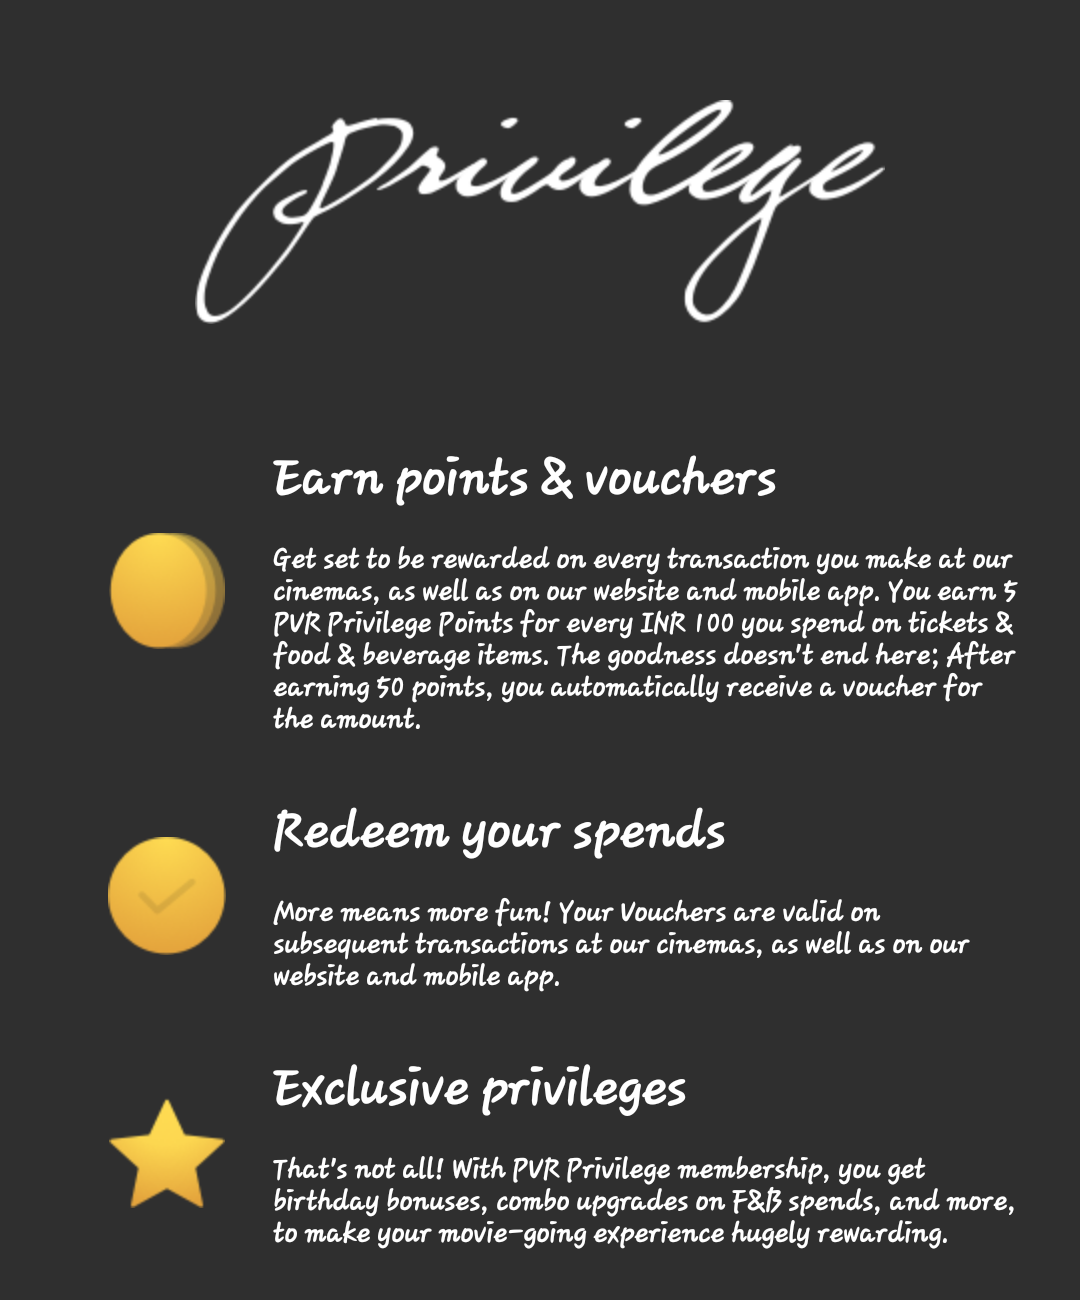 Privilege
Earn points & vouchers
Get set to be rewarded on every transaction you make at our
cinemas, as well as on our website and mobile app. You earn 5
PVR Privilege Points for every INR 100 you spend on tickets &
food & beverage items. The goodness doesn't end here; After
earning 50 points, you automatically receive a voucher for
the amount.
Redeem your spends
More means more fun! Your Vouchers are valid on
subsequent transactions at our cinemas, as well as on our
website and mobile app.
Exclusive privileges
That's not all! With PVR Privilege membership, you get
birthday bonuses, combo upgrades on F&B spends, and more,
to make your movie-going experience hugely rewarding.